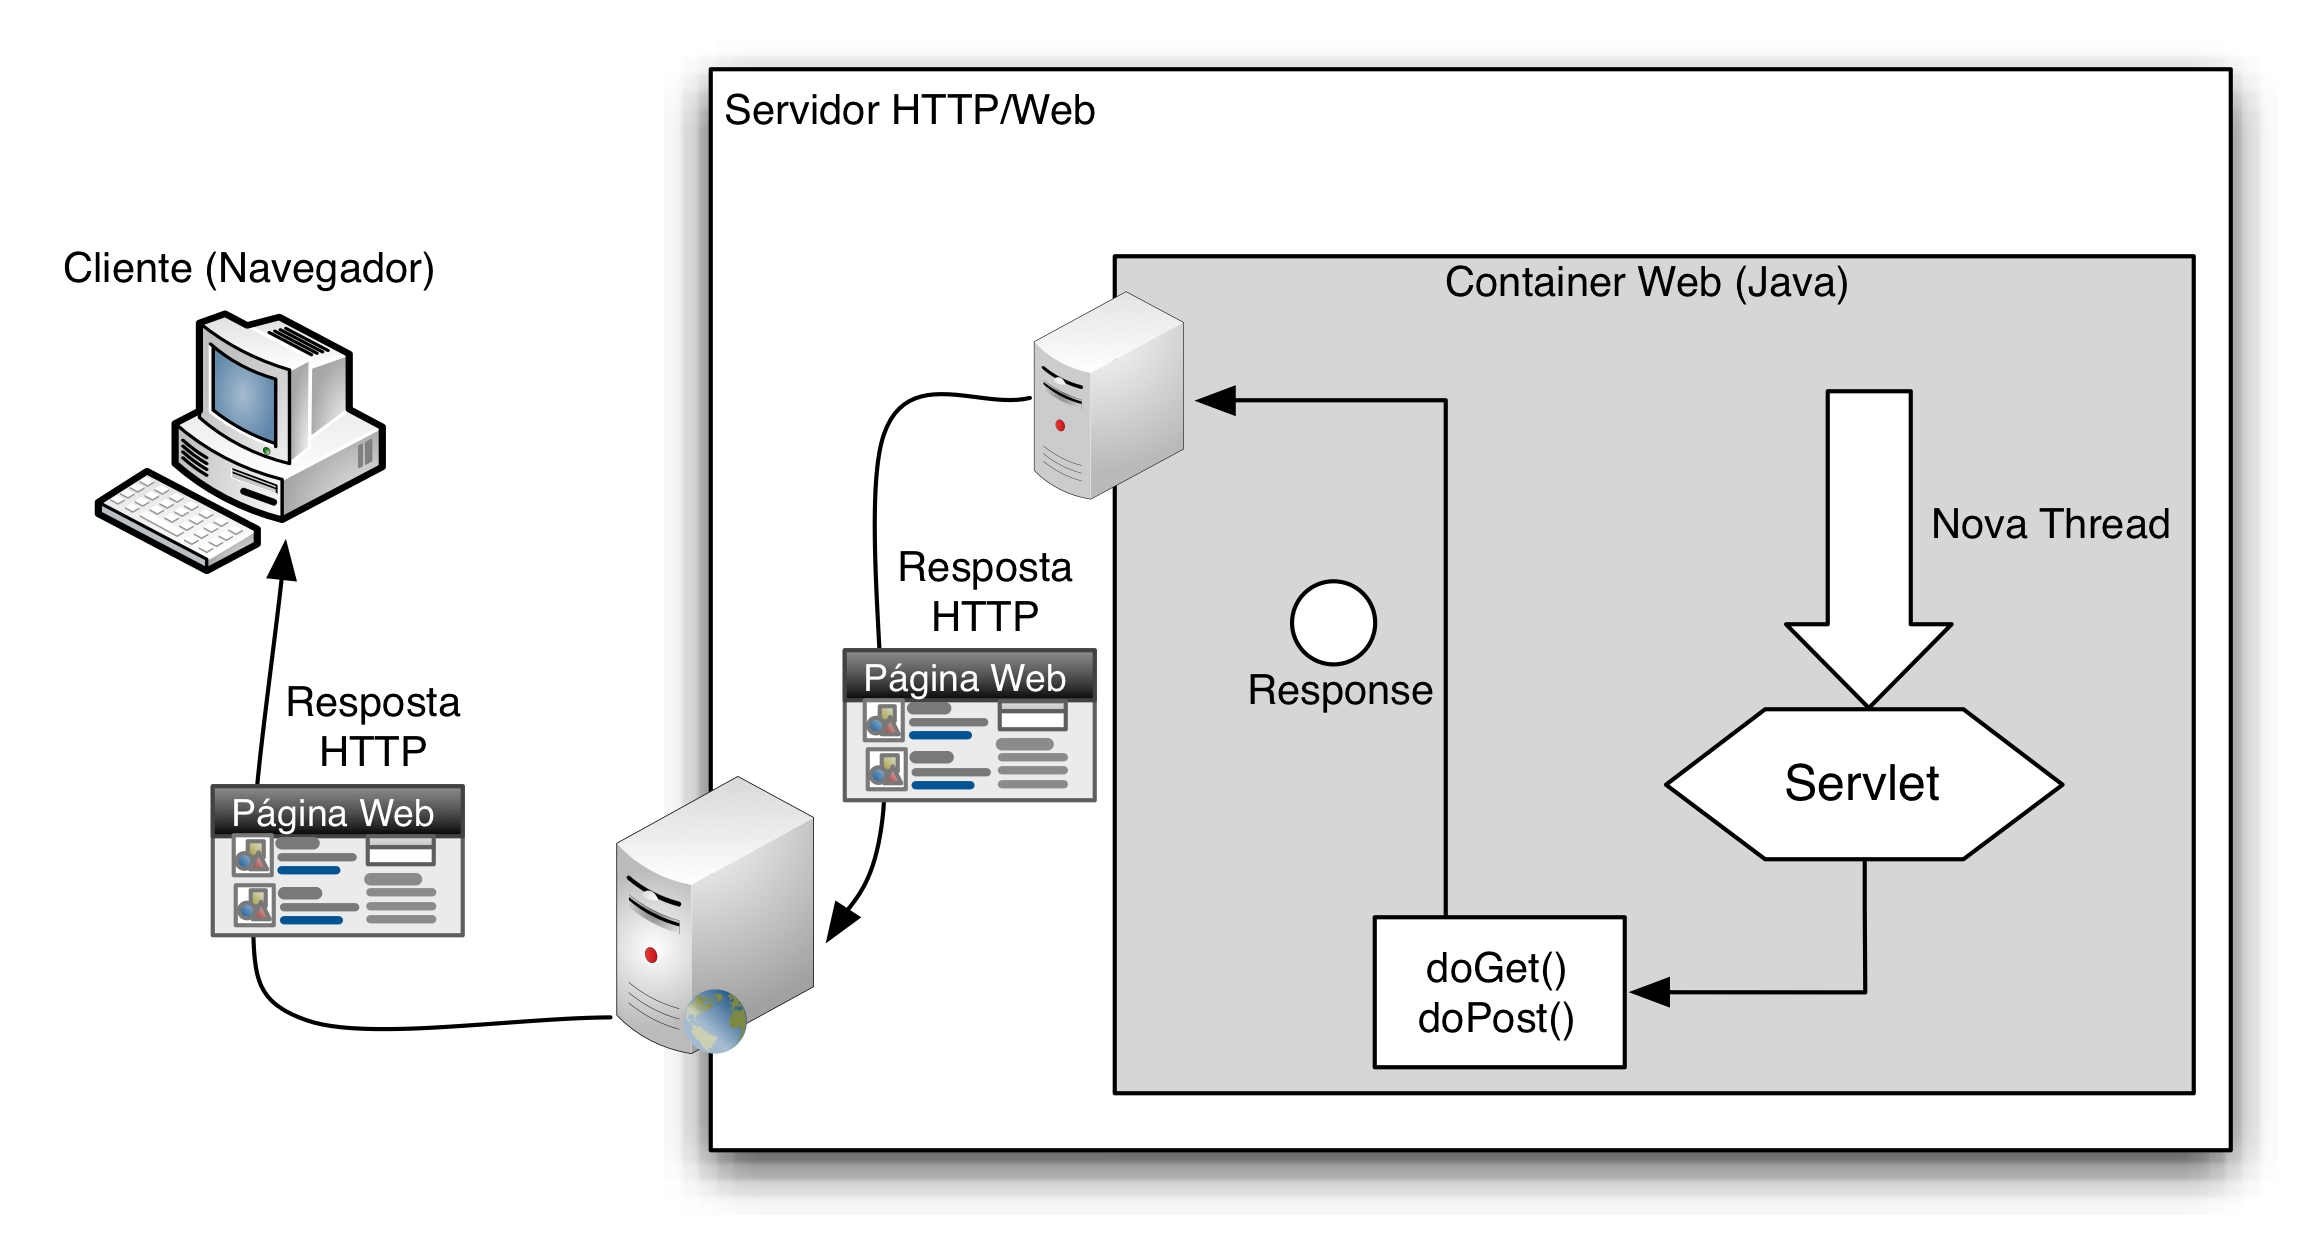 Servidor HTTP/Web
Cliente (Navegador)
Container Web (Java)
Nova Thread
Resposta
HTTP
Página Web
Response
Resposta
HTTP
Página Web
Servlet
doGet()
doPost()